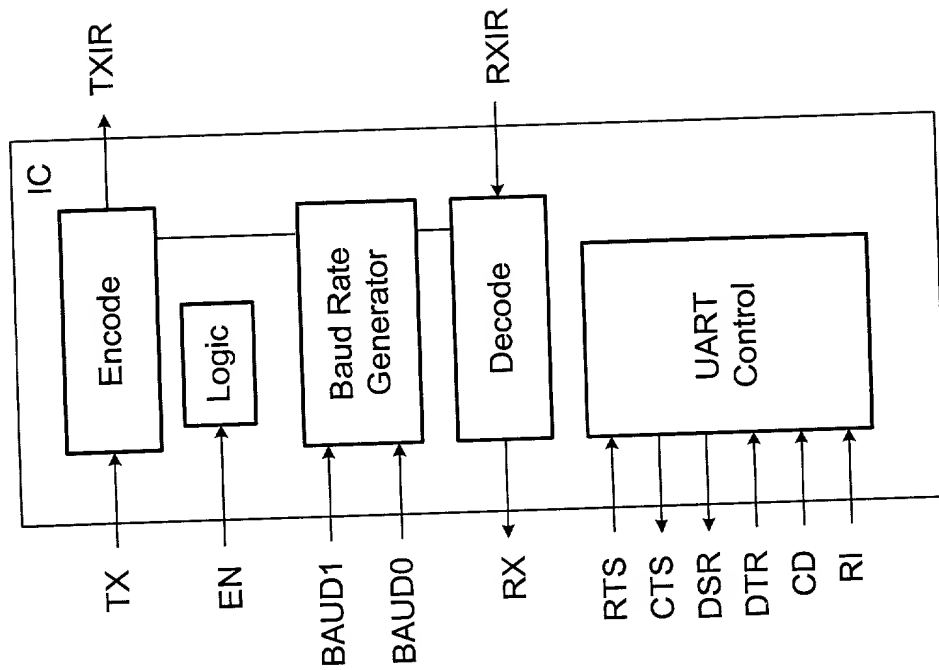 IC
TXIR
RXIR
Encode
Logic
Baud Rate
Generator
Decode
UART
Control
TX
EN
BAUD1
BAUD0
RX
RTS
CTS
DSR
DTR
CD
RI